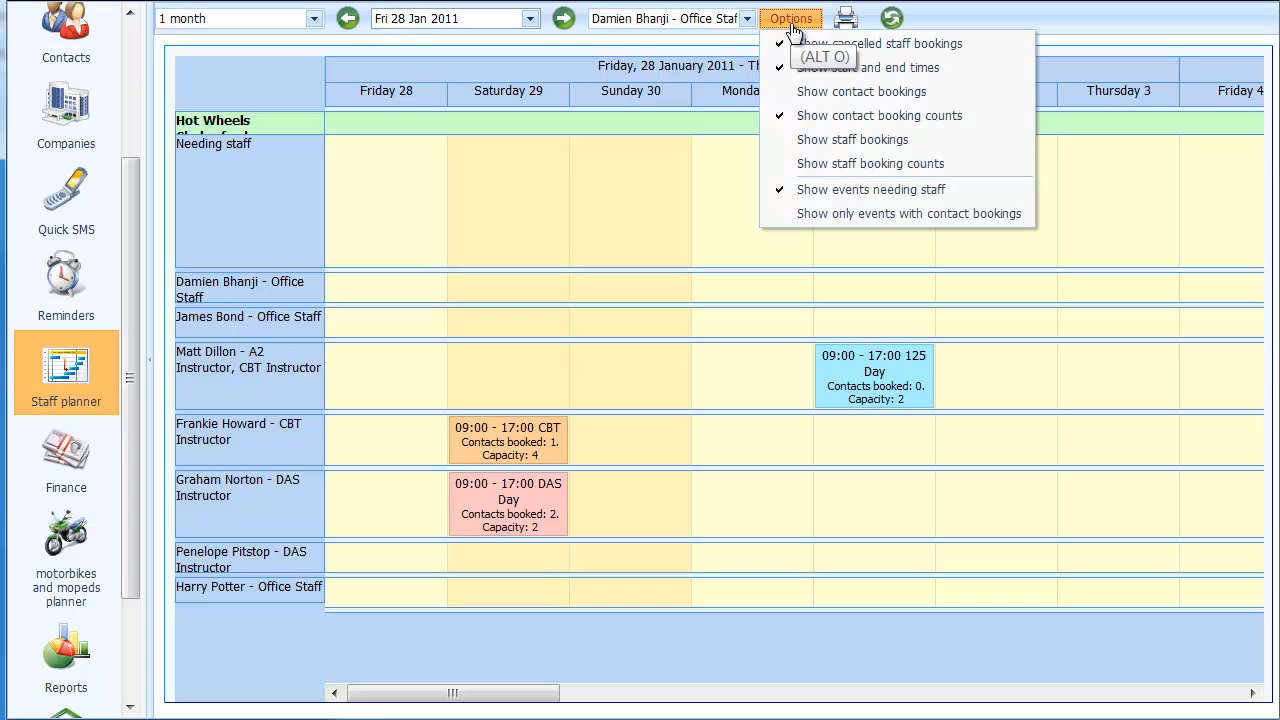 1 month
Fri 28 Jan 2011
Damien Bhanji - Office Staf
Options
(ALT O)
Show cancelled staff bookings
Show start and end times
Show contact bookings
Show contact booking counts
Show staff bookings
Show staff booking counts
Show events needing staff
Show only events with contact bookings
Contacts
Companies
Quick SMS
Reminders
Staff planner
Finance
motorbikes
and mopeds
planner
Reports
Friday, 28 January 2011 - Th
Friday 28
Saturday 29
Sunday 30
Monda
Thursday 3
Friday 4
Hot Wheels
Needing staff
Damien Bhanji - Office
Staff
James Bond - Office Staff
Matt Dillon - A2
Instructor, CBT Instructor
09:00 - 17:00 125
Day
Contacts booked: 0.
Capacity: 2
Frankie Howard - CBT
Instructor
09:00 - 17:00 CBT
Contacts booked: 1.
Capacity: 4
Graham Norton - DAS
Instructor
09:00 - 17:00 DAS
Day
Contacts booked: 2.
Capacity: 2
Penelope Pitstop - DAS
Instructor
Harry Potter - Office Staff